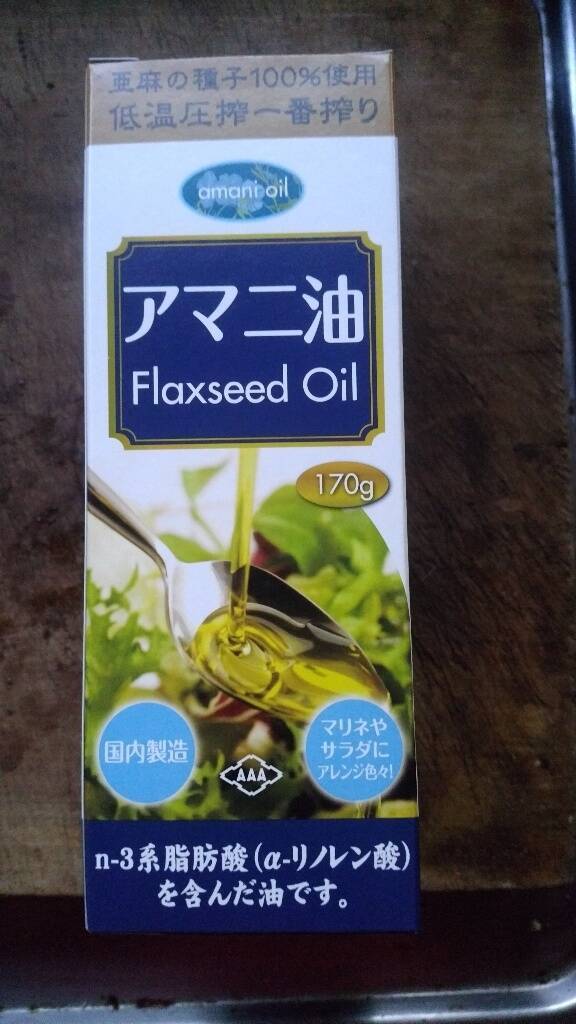 亜麻の種子100%使用
低温圧搾一番搾り
amani oil
アマニ油
Flaxseed Oil
170g
国内製造
AAA
マリネや
サラダに
アレンジ色々!
n-3系脂肪酸(α-リノレン酸)
を含んだ油です。